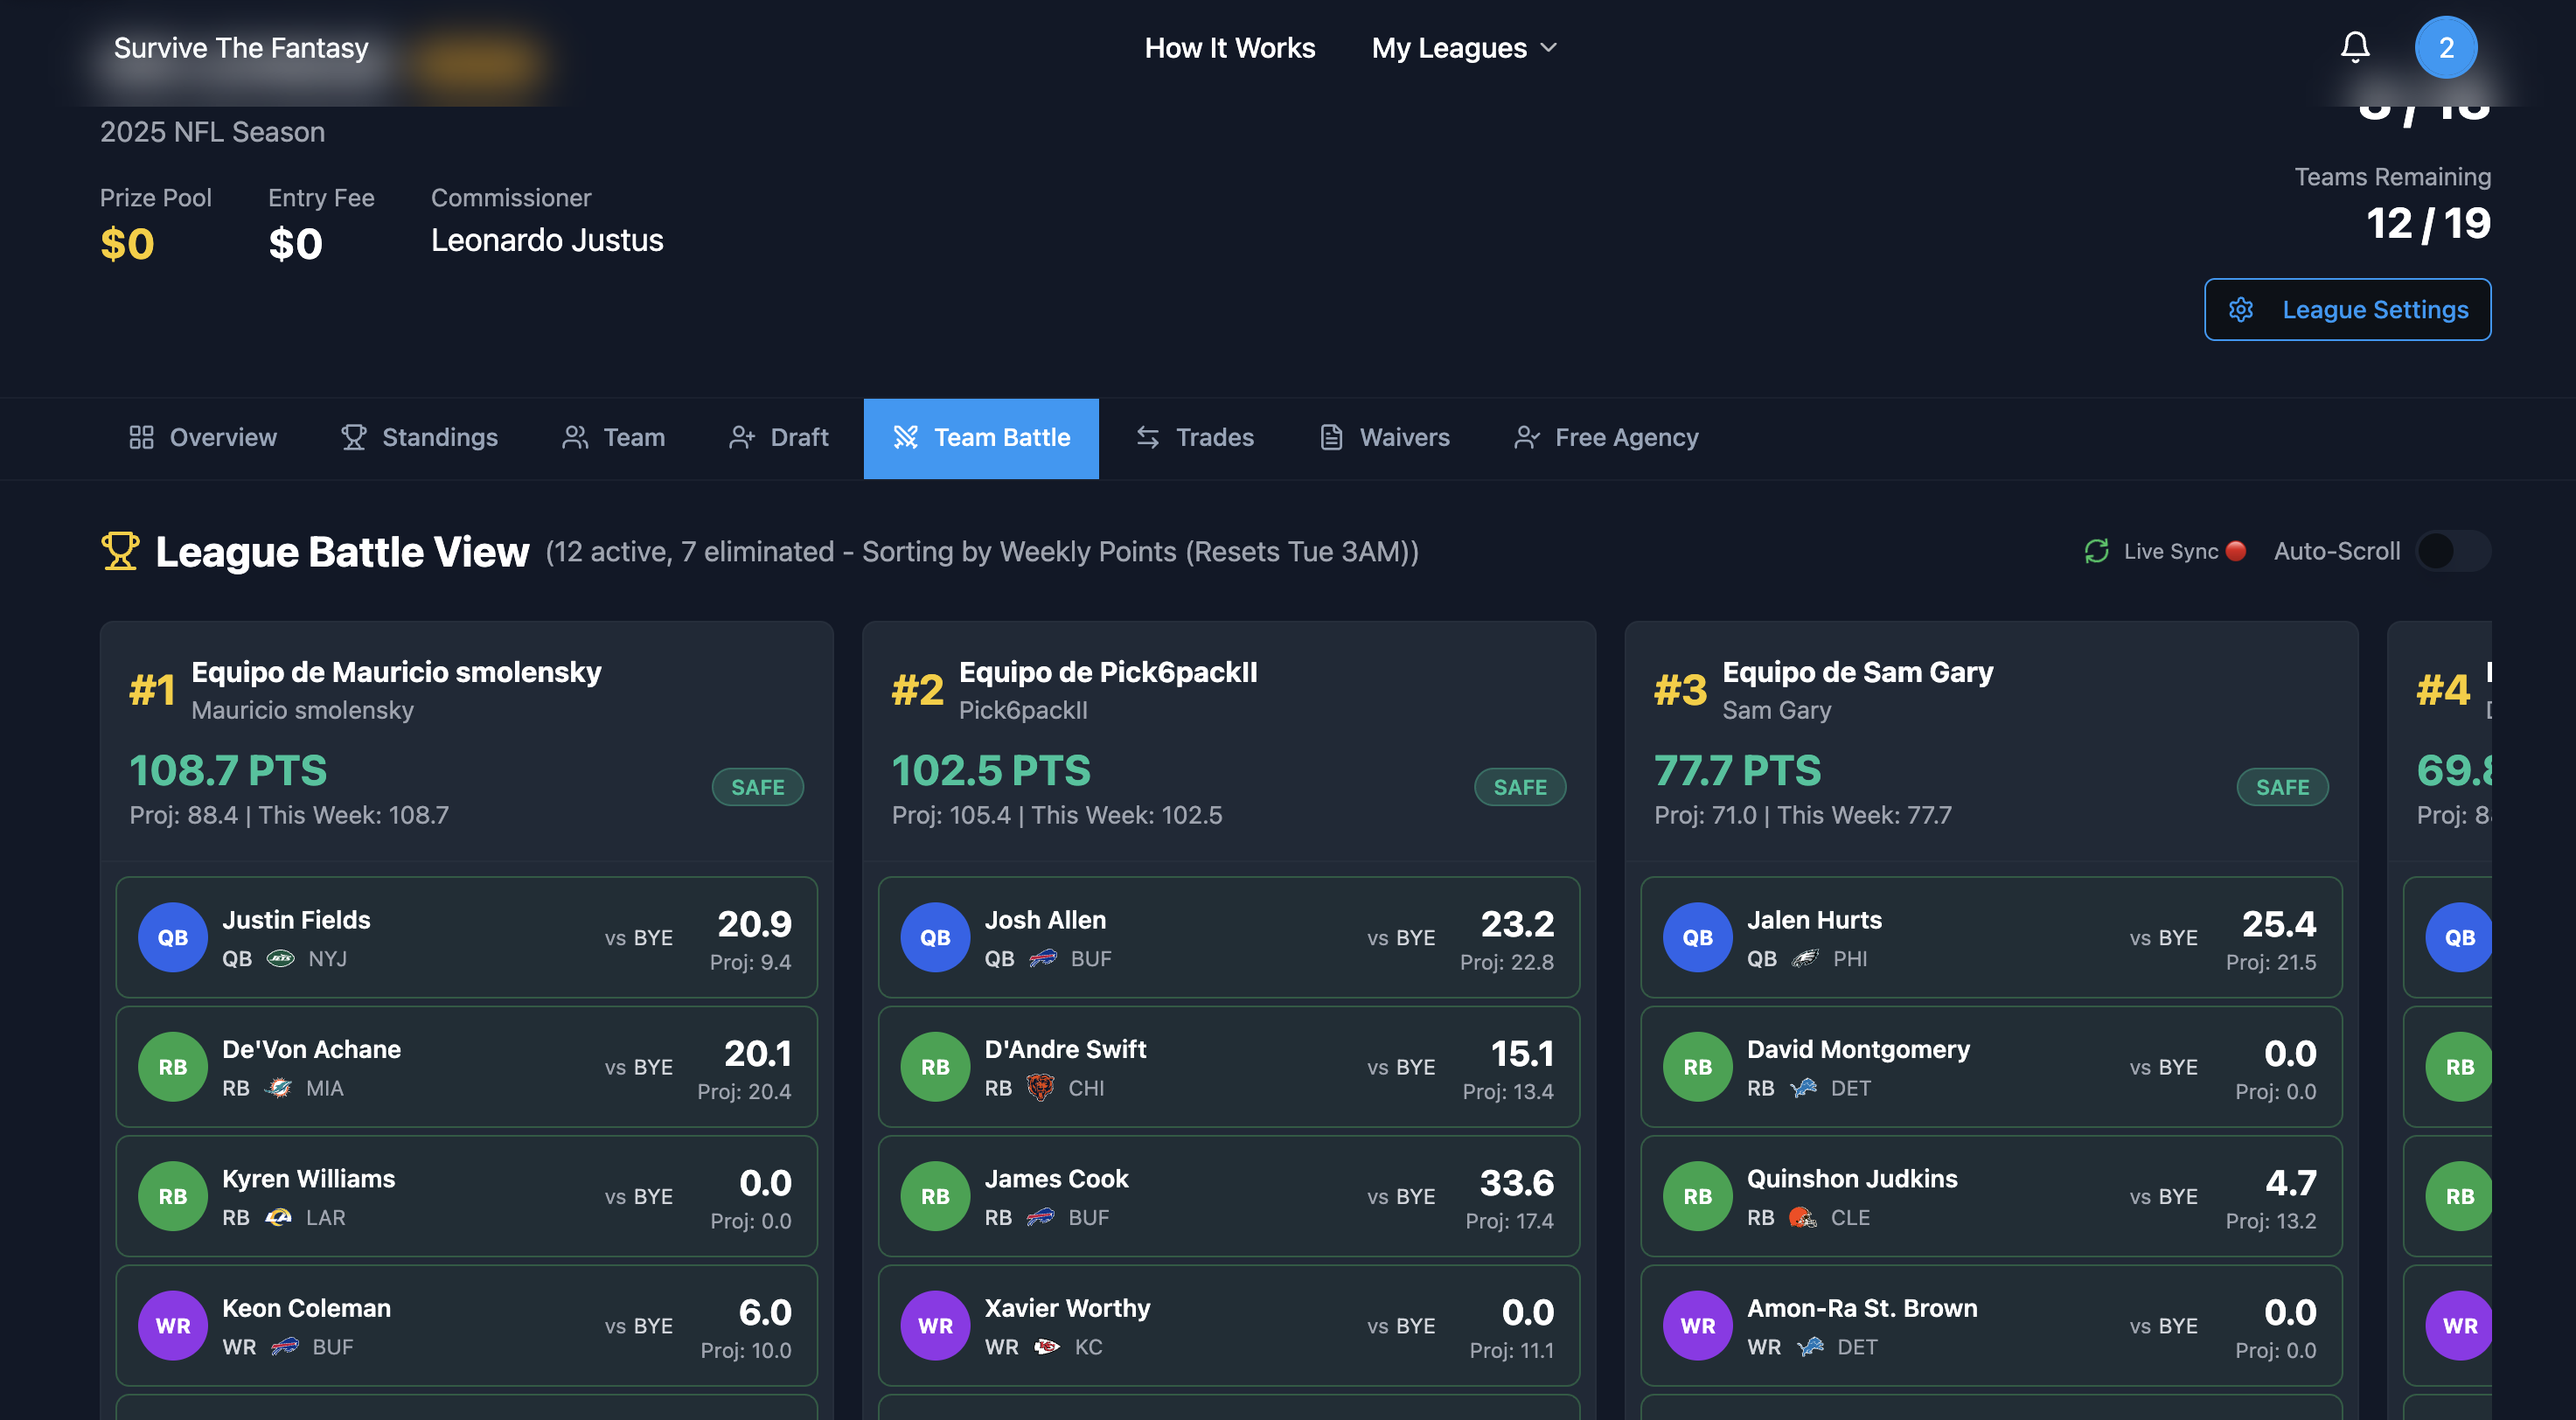 Survive The Fantasy
How It Works
My Leagues
2
2025 NFL Season
Prize Pool
$0
Entry Fee
$0
Commissioner
Leonardo Justus
Teams Remaining
12 / 19
League Settings
Overview
Standings
Team
Draft
Team Battle
Trades
Waivers
Free Agency
League Battle View (12 active, 7 eliminated - Sorting by Weekly Points (Resets Tue 3AM))
Live Sync
Auto-Scroll
#1
Equipo de Mauricio smolensky
Mauricio smolensky
108.7 PTS
Proj: 88.4 | This Week: 108.7
SAFE
QB
Justin Fields
QB NYJ
vs BYE
20.9
Proj: 9.4
RB
De'Von Achane
RB MIA
vs BYE
20.1
Proj: 20.4
RB
Kyren Williams
RB LAR
vs BYE
0.0
Proj: 0.0
WR
Keon Coleman
WR BUF
vs BYE
6.0
Proj: 10.0
#2
Equipo de Pick6packII
Pick6packII
102.5 PTS
Proj: 105.4 | This Week: 102.5
SAFE
QB
Josh Allen
QB BUF
vs BYE
23.2
Proj: 22.8
RB
D'Andre Swift
RB CHI
vs BYE
15.1
Proj: 13.4
RB
James Cook
RB BUF
vs BYE
33.6
Proj: 17.4
WR
Xavier Worthy
WR KC
vs BYE
0.0
Proj: 11.1
#3
Equipo de Sam Gary
Sam Gary
77.7 PTS
Proj: 71.0 | This Week: 77.7
SAFE
QB
Jalen Hurts
QB PHI
vs BYE
25.4
Proj: 21.5
RB
David Montgomery
RB DET
vs BYE
0.0
Proj: 0.0
RB
Quinshon Judkins
RB CLE
vs BYE
4.7
Proj: 13.2
WR
Amon-Ra St. Brown
WR DET
vs BYE
0.0
Proj: 0.0
#4
69.8
Proj: 8
QB
RB
RB
WR